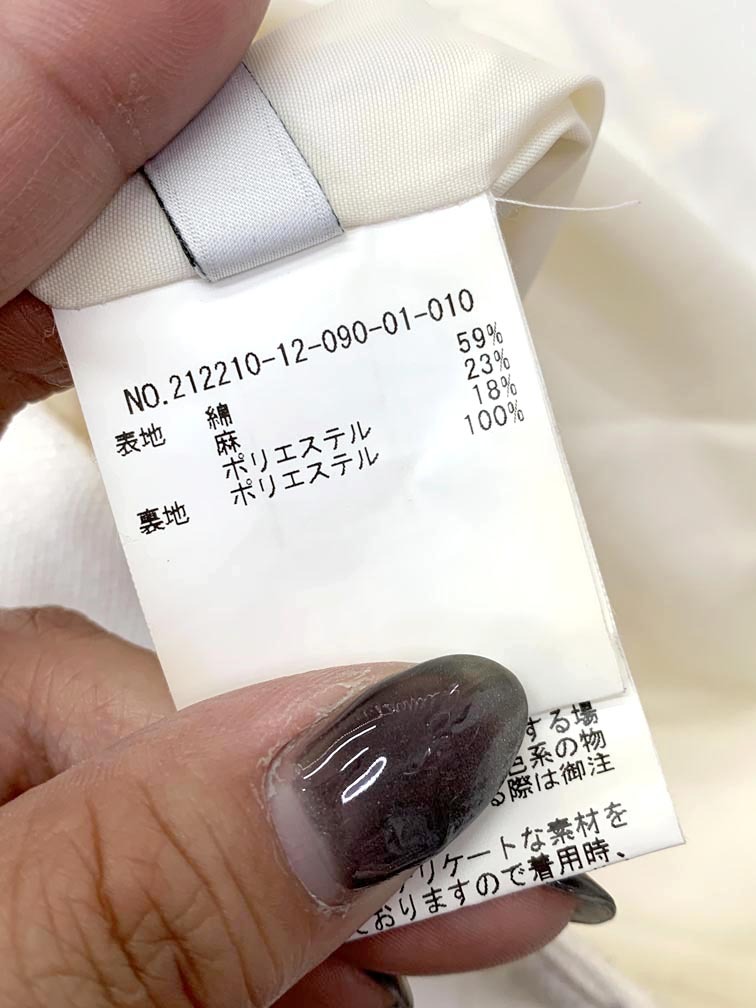 NO.212210-12-090-01-010
表地 綿 59%
麻 23%
ポリエステル 18%
裏地 ポリエステル 100%
する場
色系の物
る際は御注
リケートな素材を
ておりますので着用時、